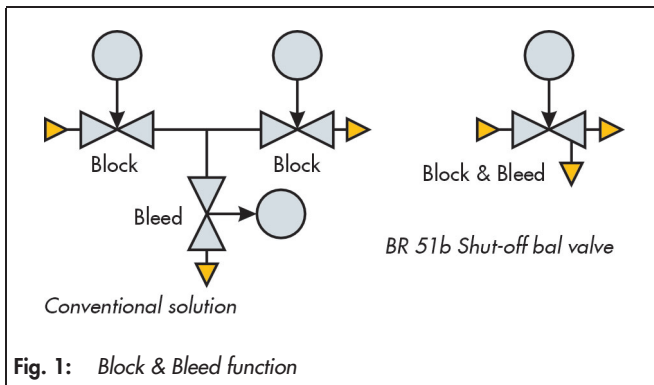 Block
Block
Block & Bleed
Bleed
BR 51b Shut-off bal valve
Conventional solution
Fig. 1: Block & Bleed function